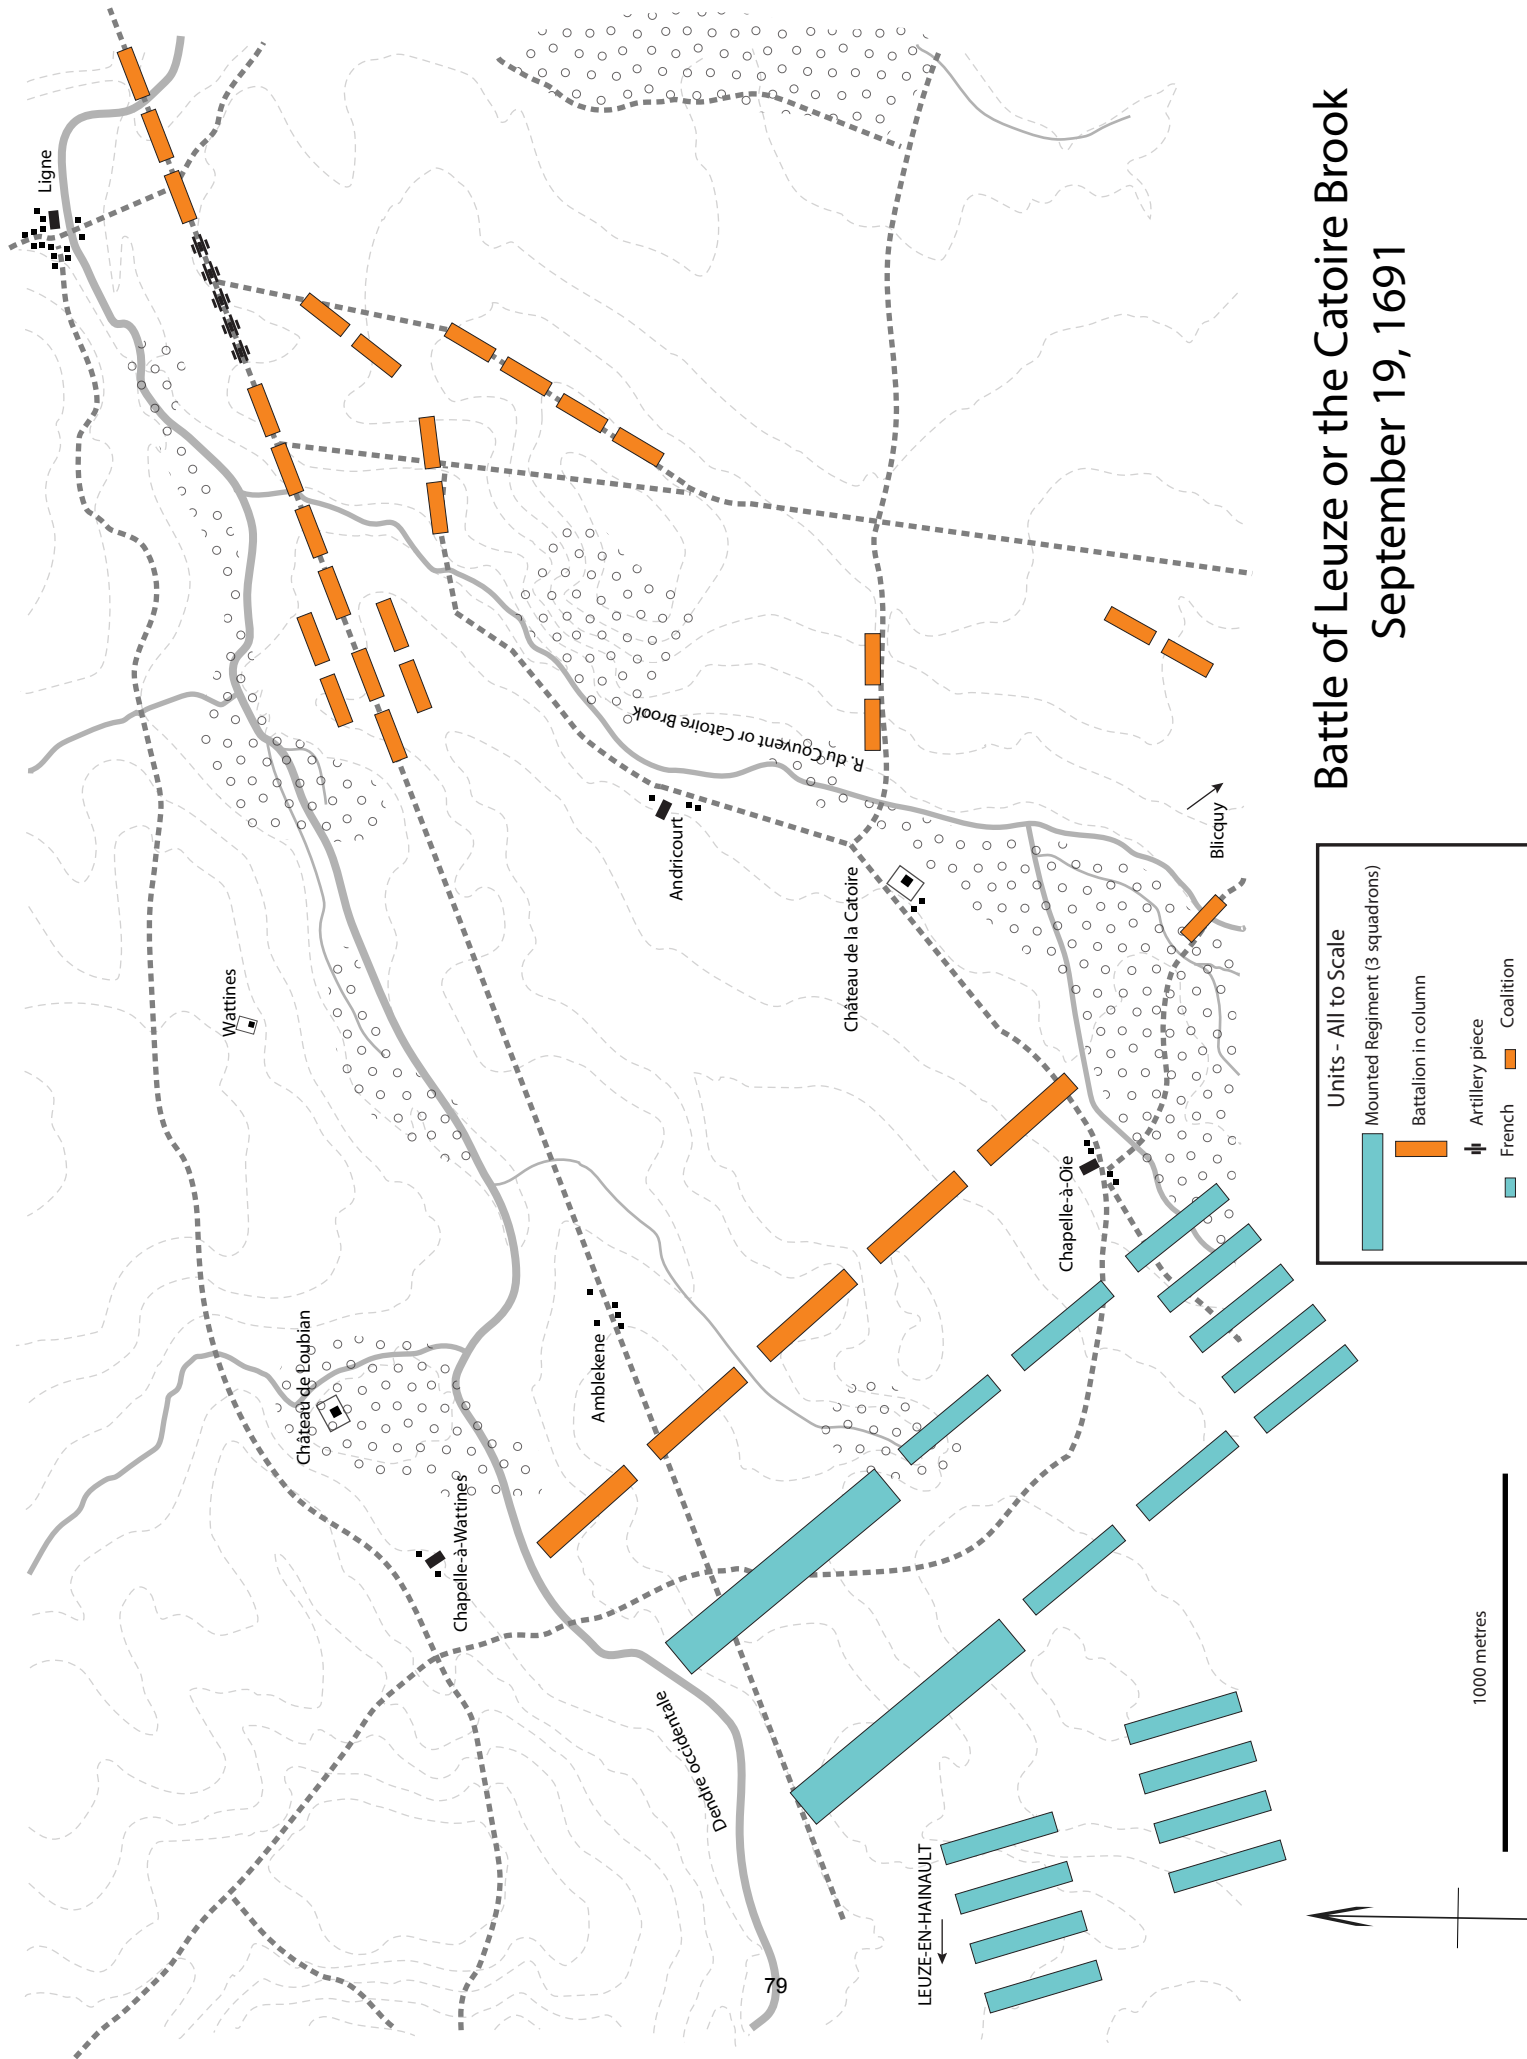 Battle of Leuze or the Catoire Brook
September 19, 1691
Ligne
Wattines
Château de Loubian
Chapelle-à-Wattines
Amblekene
Andricourt
R. du Couvent or Catoire Brook
Château de la Catoire
Chapelle-à-Oie
Blicquy
Dendre occidentale
LEUZE-EN-HAINAULT
Units - All to Scale
Mounted Regiment (3 squadrons)
Battalion in column
Artillery piece
French
Coalition
1000 metres
79